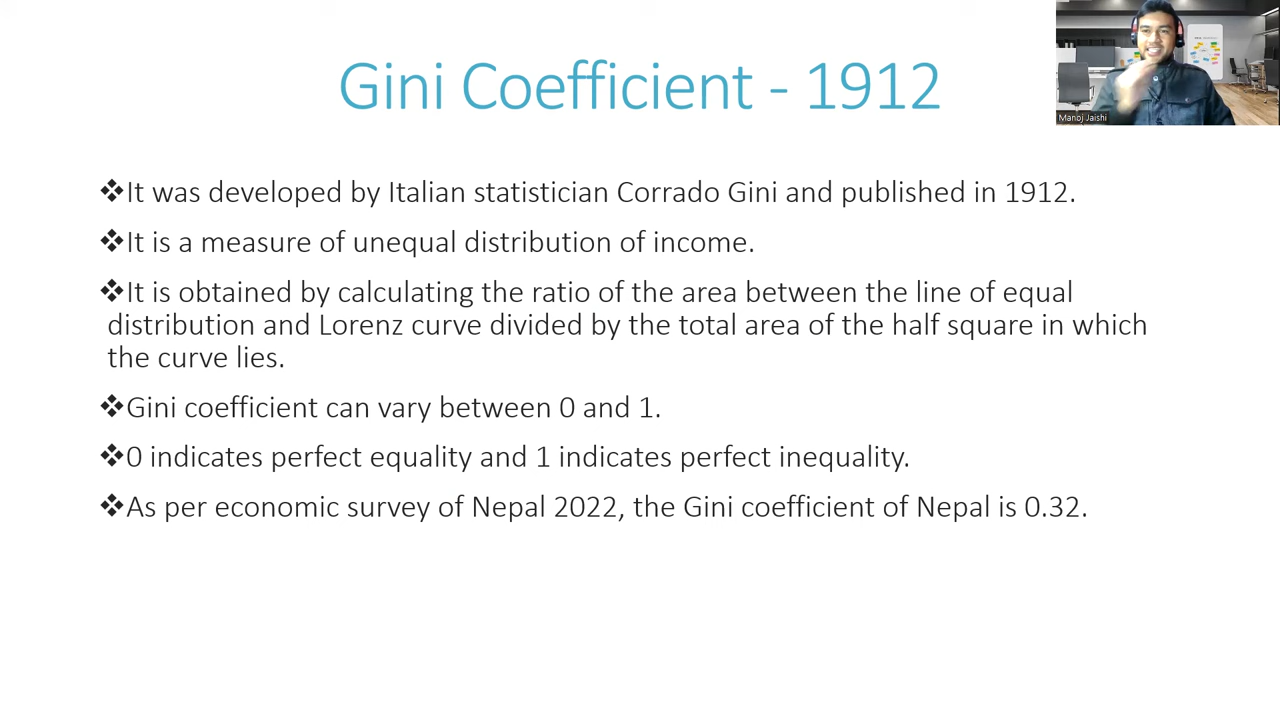 Gini Coefficient - 1912
Manoj Jaishi
❖It was developed by Italian statistician Corrado Gini and published in 1912.
❖It is a measure of unequal distribution of income.
❖It is obtained by calculating the ratio of the area between the line of equal
distribution and Lorenz curve divided by the total area of the half square in which
the curve lies.
❖Gini coefficient can vary between 0 and 1.
❖0 indicates perfect equality and 1 indicates perfect inequality.
❖As per economic survey of Nepal 2022, the Gini coefficient of Nepal is 0.32.